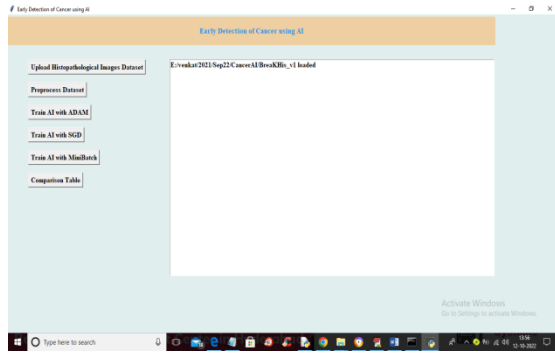 Early Detection of Cancer using AI
Early Detection of Cancer using AI
Upload Histopathological Images Dataset
E:/venkat/2021/Sep22/CancerAI/BreaKHis_v1 loaded
Preprocess Dataset
Train AI with ADAM
Train AI with SGD
Train AI with MiniBatch
Comparison Table
Activate Windows
Go to Settings to activate Windows.
Type here to search
13:56
12-10-2022